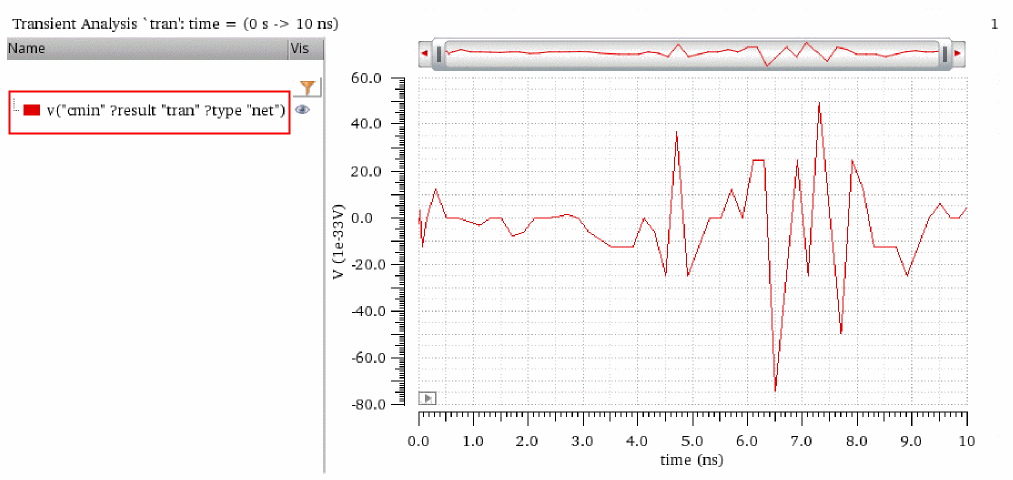 Transient Analysis `tran': time = (0 s -> 10 ns)
1
Name Vis
v("cmin" ?result "tran" ?type "net")
60.0
40.0
20.0
0.0
-20.0
-40.0
-60.0
-80.0
V (1e-33V)
0.0 1.0 2.0 3.0 4.0 5.0 6.0 7.0 8.0 9.0 10
time (ns)